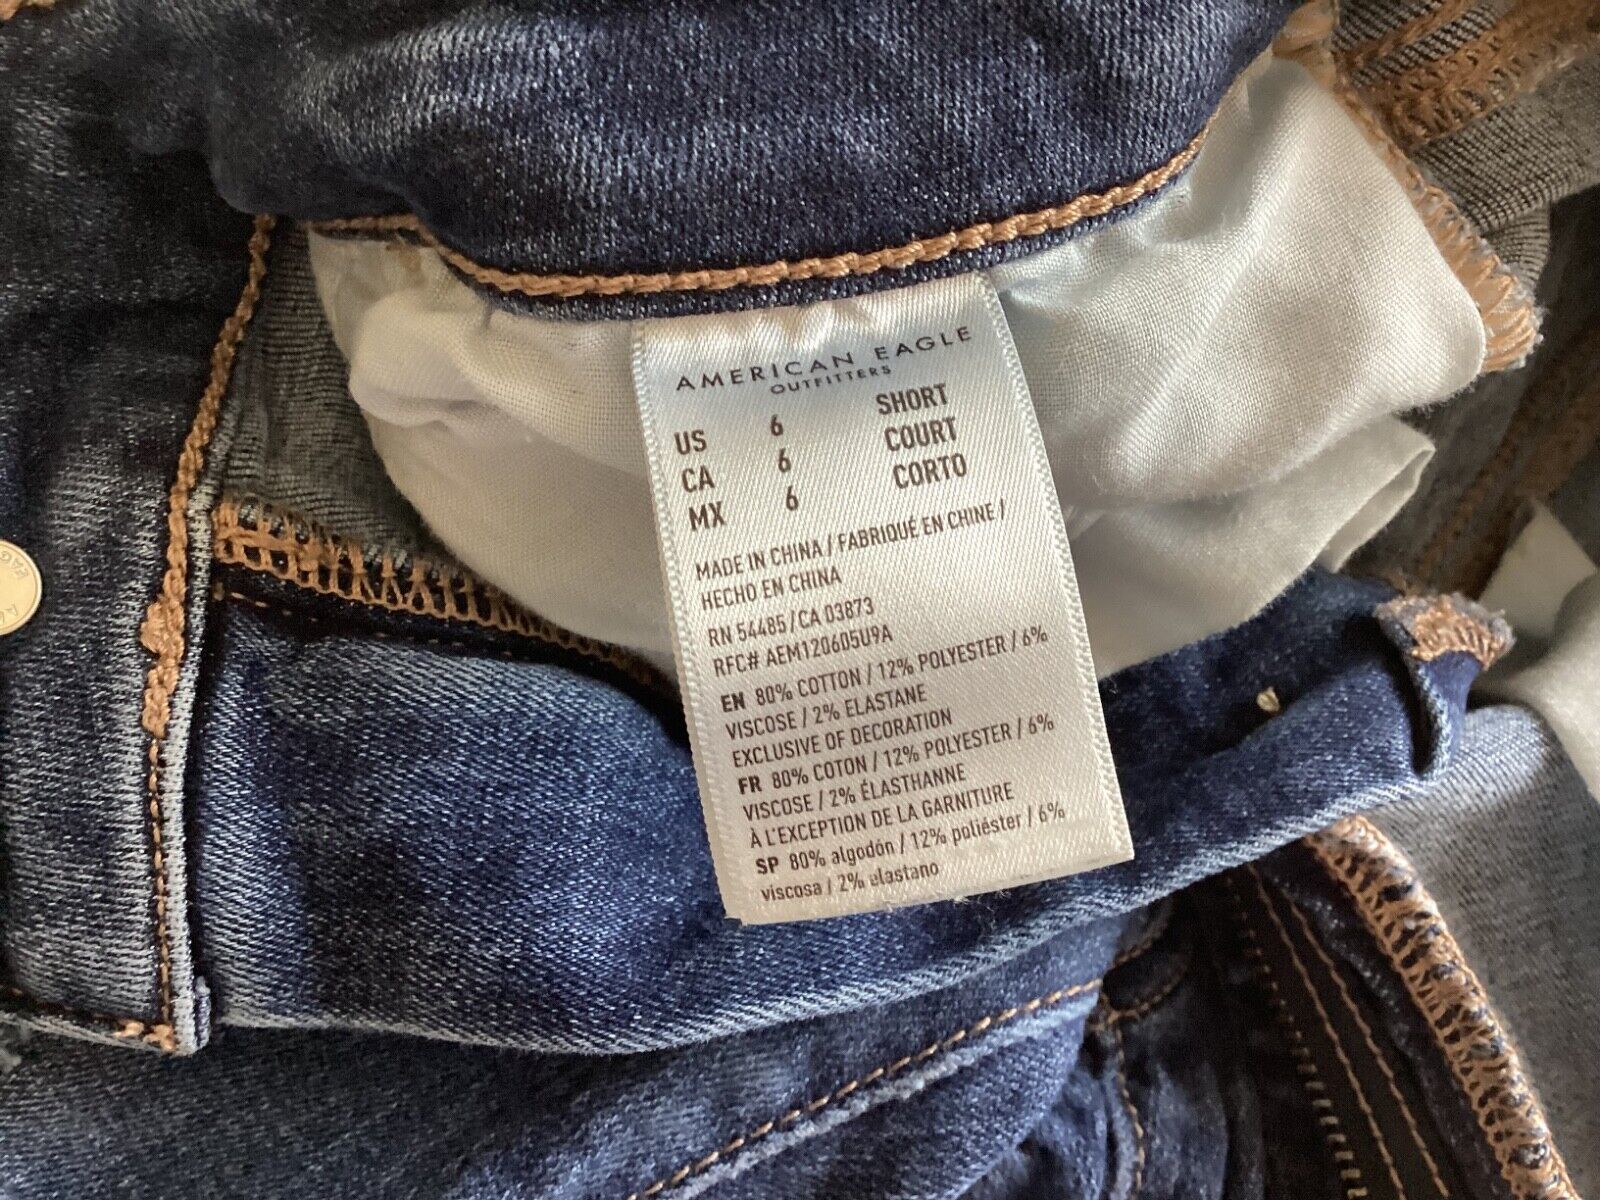 AMERICAN EAGLE
OUTFITTERS
US 6 SHORT
CA 6 COURT
MX 6 CORTO
MADE IN CHINA / FABRIQUÉ EN CHINE /
HECHO EN CHINA
RN 54485 / CA 03873
RFC# AEM120605U9A
EN 80% COTTON / 12% POLYESTER / 6%
VISCOSE / 2% ELASTANE
EXCLUSIVE OF DECORATION
FR 80% COTON / 12% POLYESTER / 6%
VISCOSE / 2% ÉLASTHANNE
À L'EXCEPTION DE LA GARNITURE
SP 80% algodón / 12% poliéster / 6%
viscosa / 2% elastano